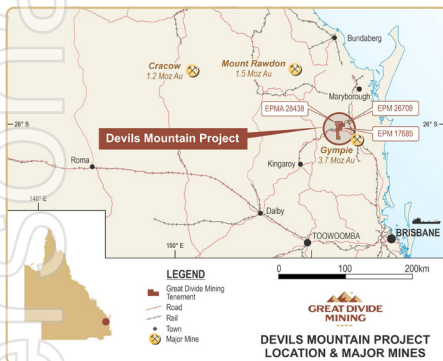 Bundaberg
Cracow
1.2 Moz Au
Mount Rawdon
1.5 Moz Au
Maryborough
EPMA 28438
EPM 26709
26° S
26° S
Devils Mountain Project
EPM 17685
Gympie
3.7 Moz Au
Roma
Kingaroy
148° E
Dalby
BRISBANE
TOOWOOMBA
150° E
LEGEND
Great Divide Mining
Tenement
Road
Rail
Town
Major Mine
0 100 200km
GREAT DIVIDE
MINING
DEVILS MOUNTAIN PROJECT
LOCATION & MAJOR MINES